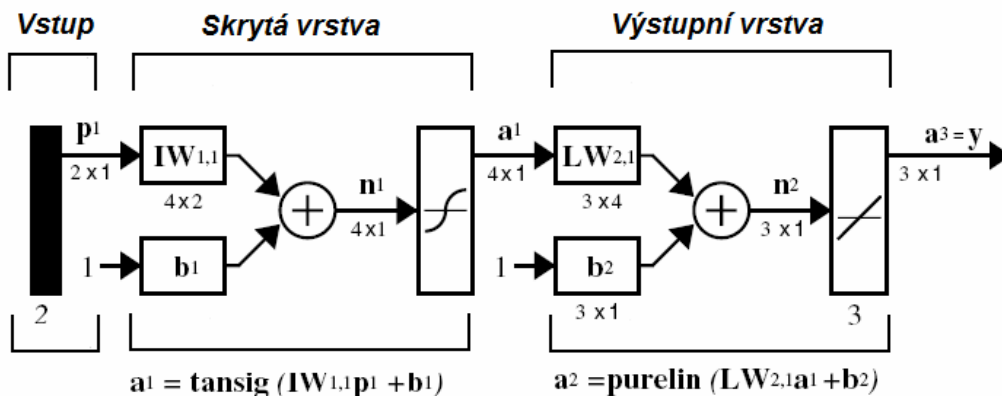 Vstup
Skrytá vrstva
Výstupní vrstva
p1
2 x 1
IW1,1
4 x 2
1
b1
n1
4 x 1
a1
4 x 1
LW2,1
3 x 4
1
b2
3 x 1
n2
3 x 1
a3 = y
3 x 1
2
3
a1 = tansig (IW1,1p1 +b1)
a2 =purelin (LW2,1a1 +b2)